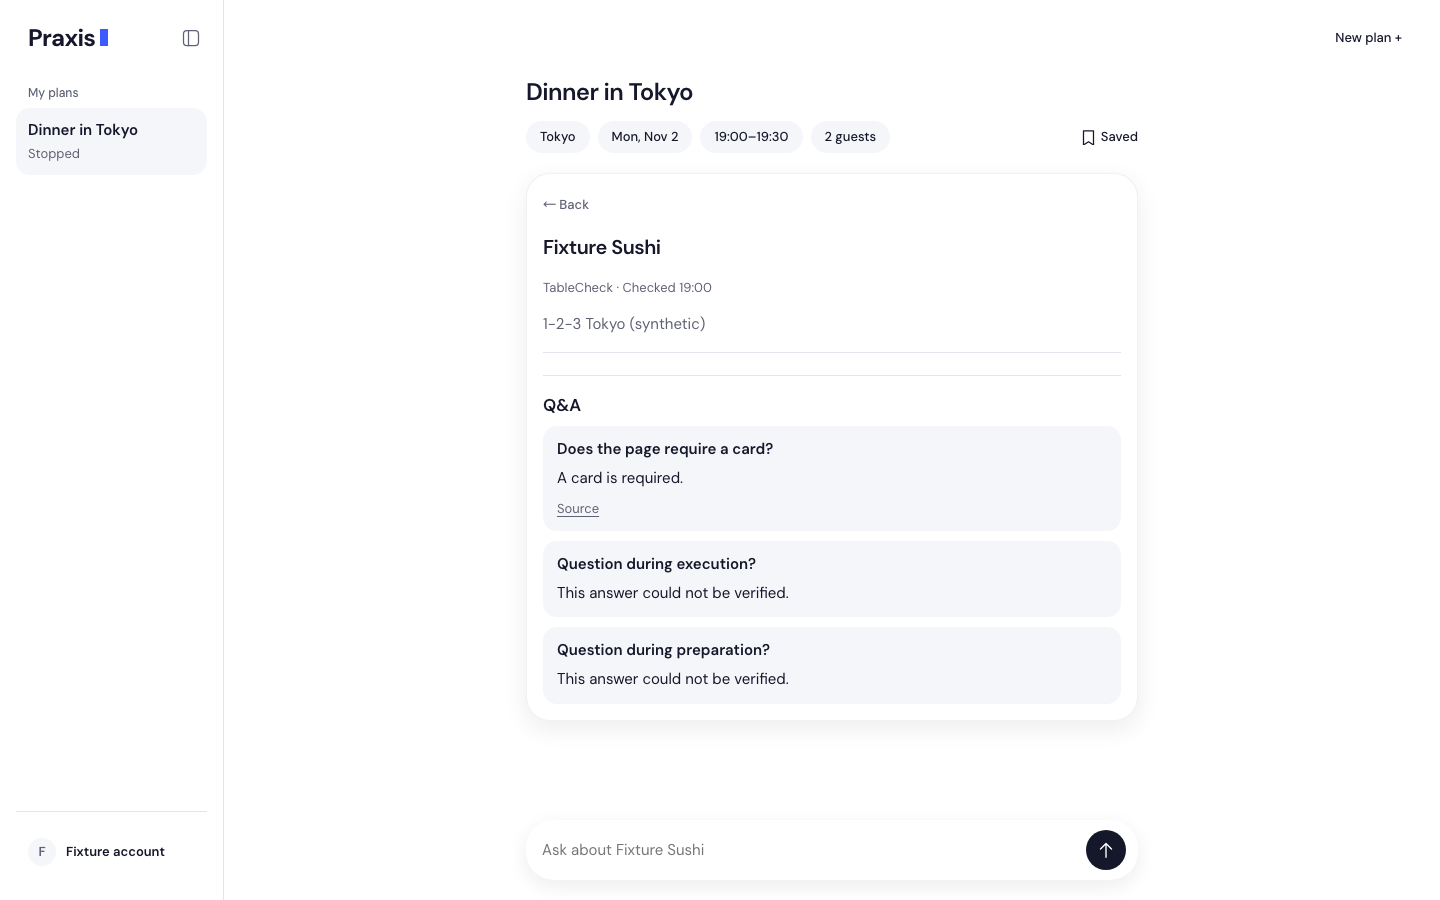 Praxis
New plan +
My plans
Dinner in Tokyo
Stopped
Dinner in Tokyo
Tokyo
Mon, Nov 2
19:00–19:30
2 guests
Saved
← Back
Fixture Sushi
TableCheck · Checked 19:00
1-2-3 Tokyo (synthetic)
Q&A
Does the page require a card?
A card is required.
Source
Question during execution?
This answer could not be verified.
Question during preparation?
This answer could not be verified.
Ask about Fixture Sushi
F
Fixture account